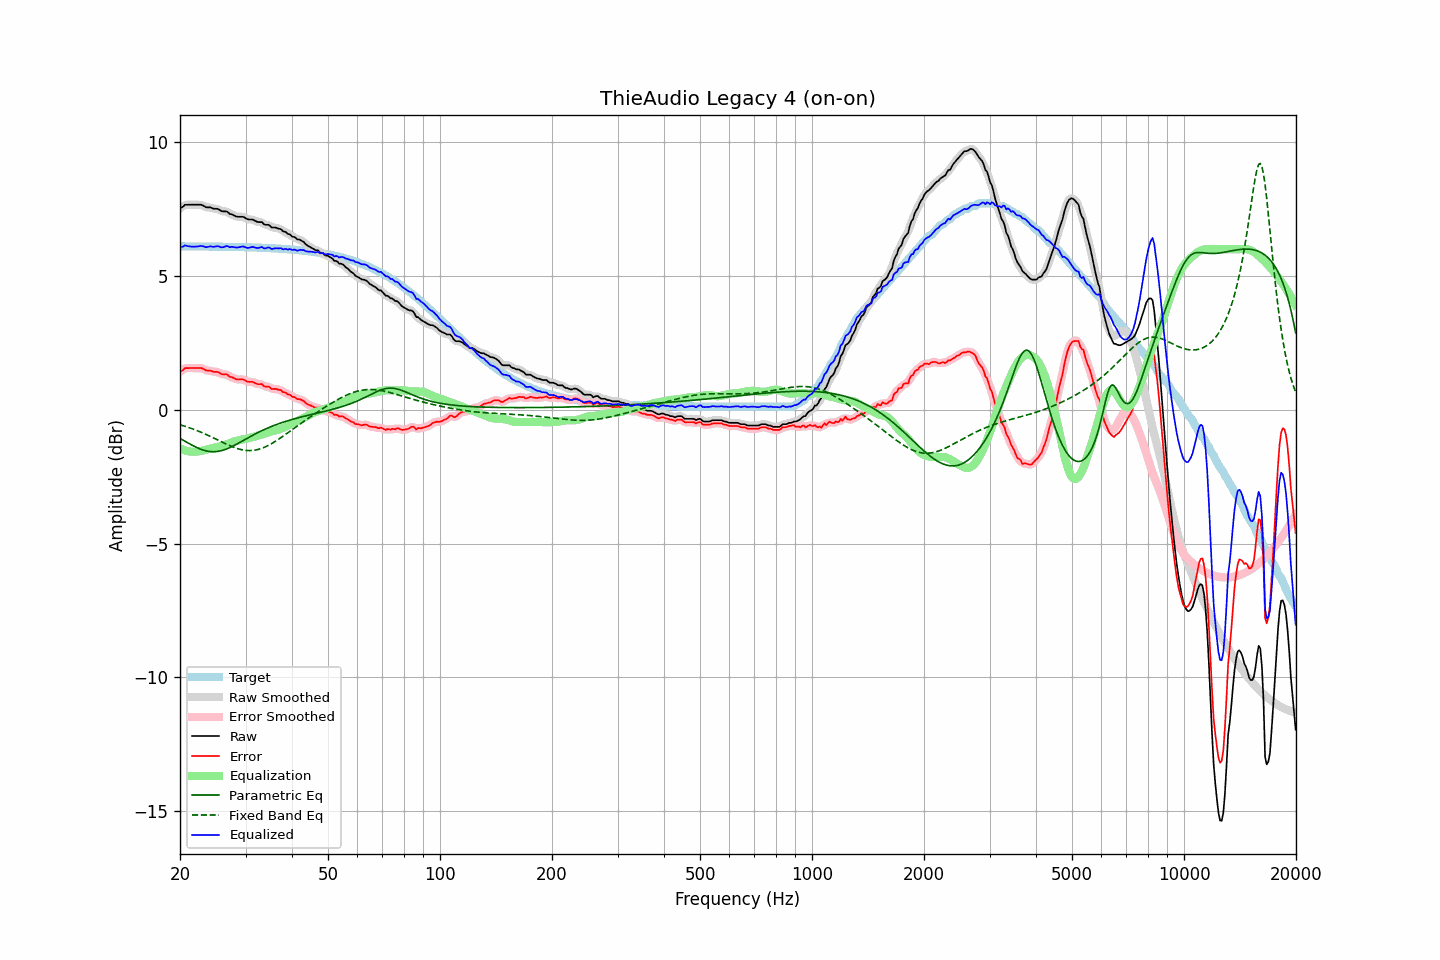 ThieAudio Legacy 4 (on-on)
10
5
0
−5
−10
−15
Amplitude (dBr)
Target
Raw Smoothed
Error Smoothed
Raw
Error
Equalization
Parametric Eq
Fixed Band Eq
Equalized
20 50 100 200 500 1000 2000 5000 10000 20000
Frequency (Hz)